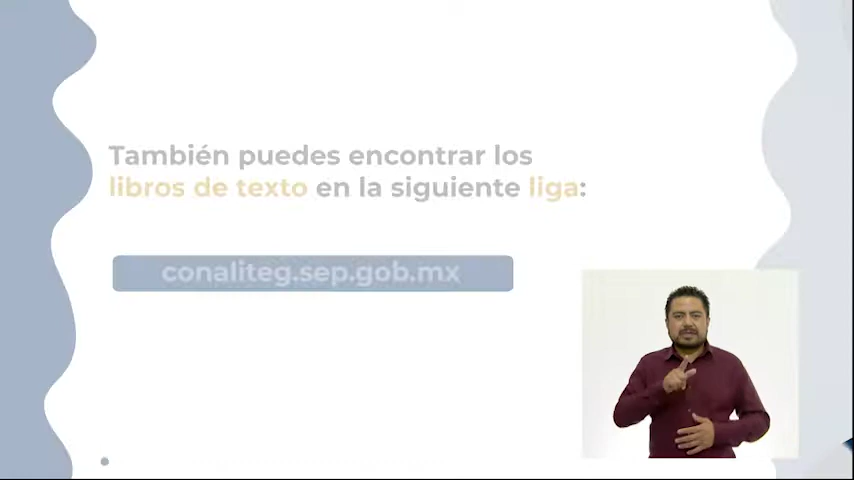 También puedes encontrar los
libros de texto en la siguiente liga:
conaliteg.sep.gob.mx